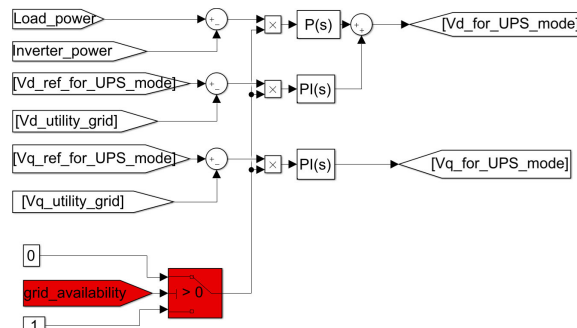 Load_power
Inverter_power
[Vd_ref_for_UPS_mode]
[Vd_utility_grid]
[Vq_ref_for_UPS_mode]
[Vq_utility_grid]
0
grid_availability
1
> 0
+
−
×
P(s)
+
+
[Vd_for_UPS_mode]
+
−
×
PI(s)
+
−
×
PI(s)
[Vq_for_UPS_mode]